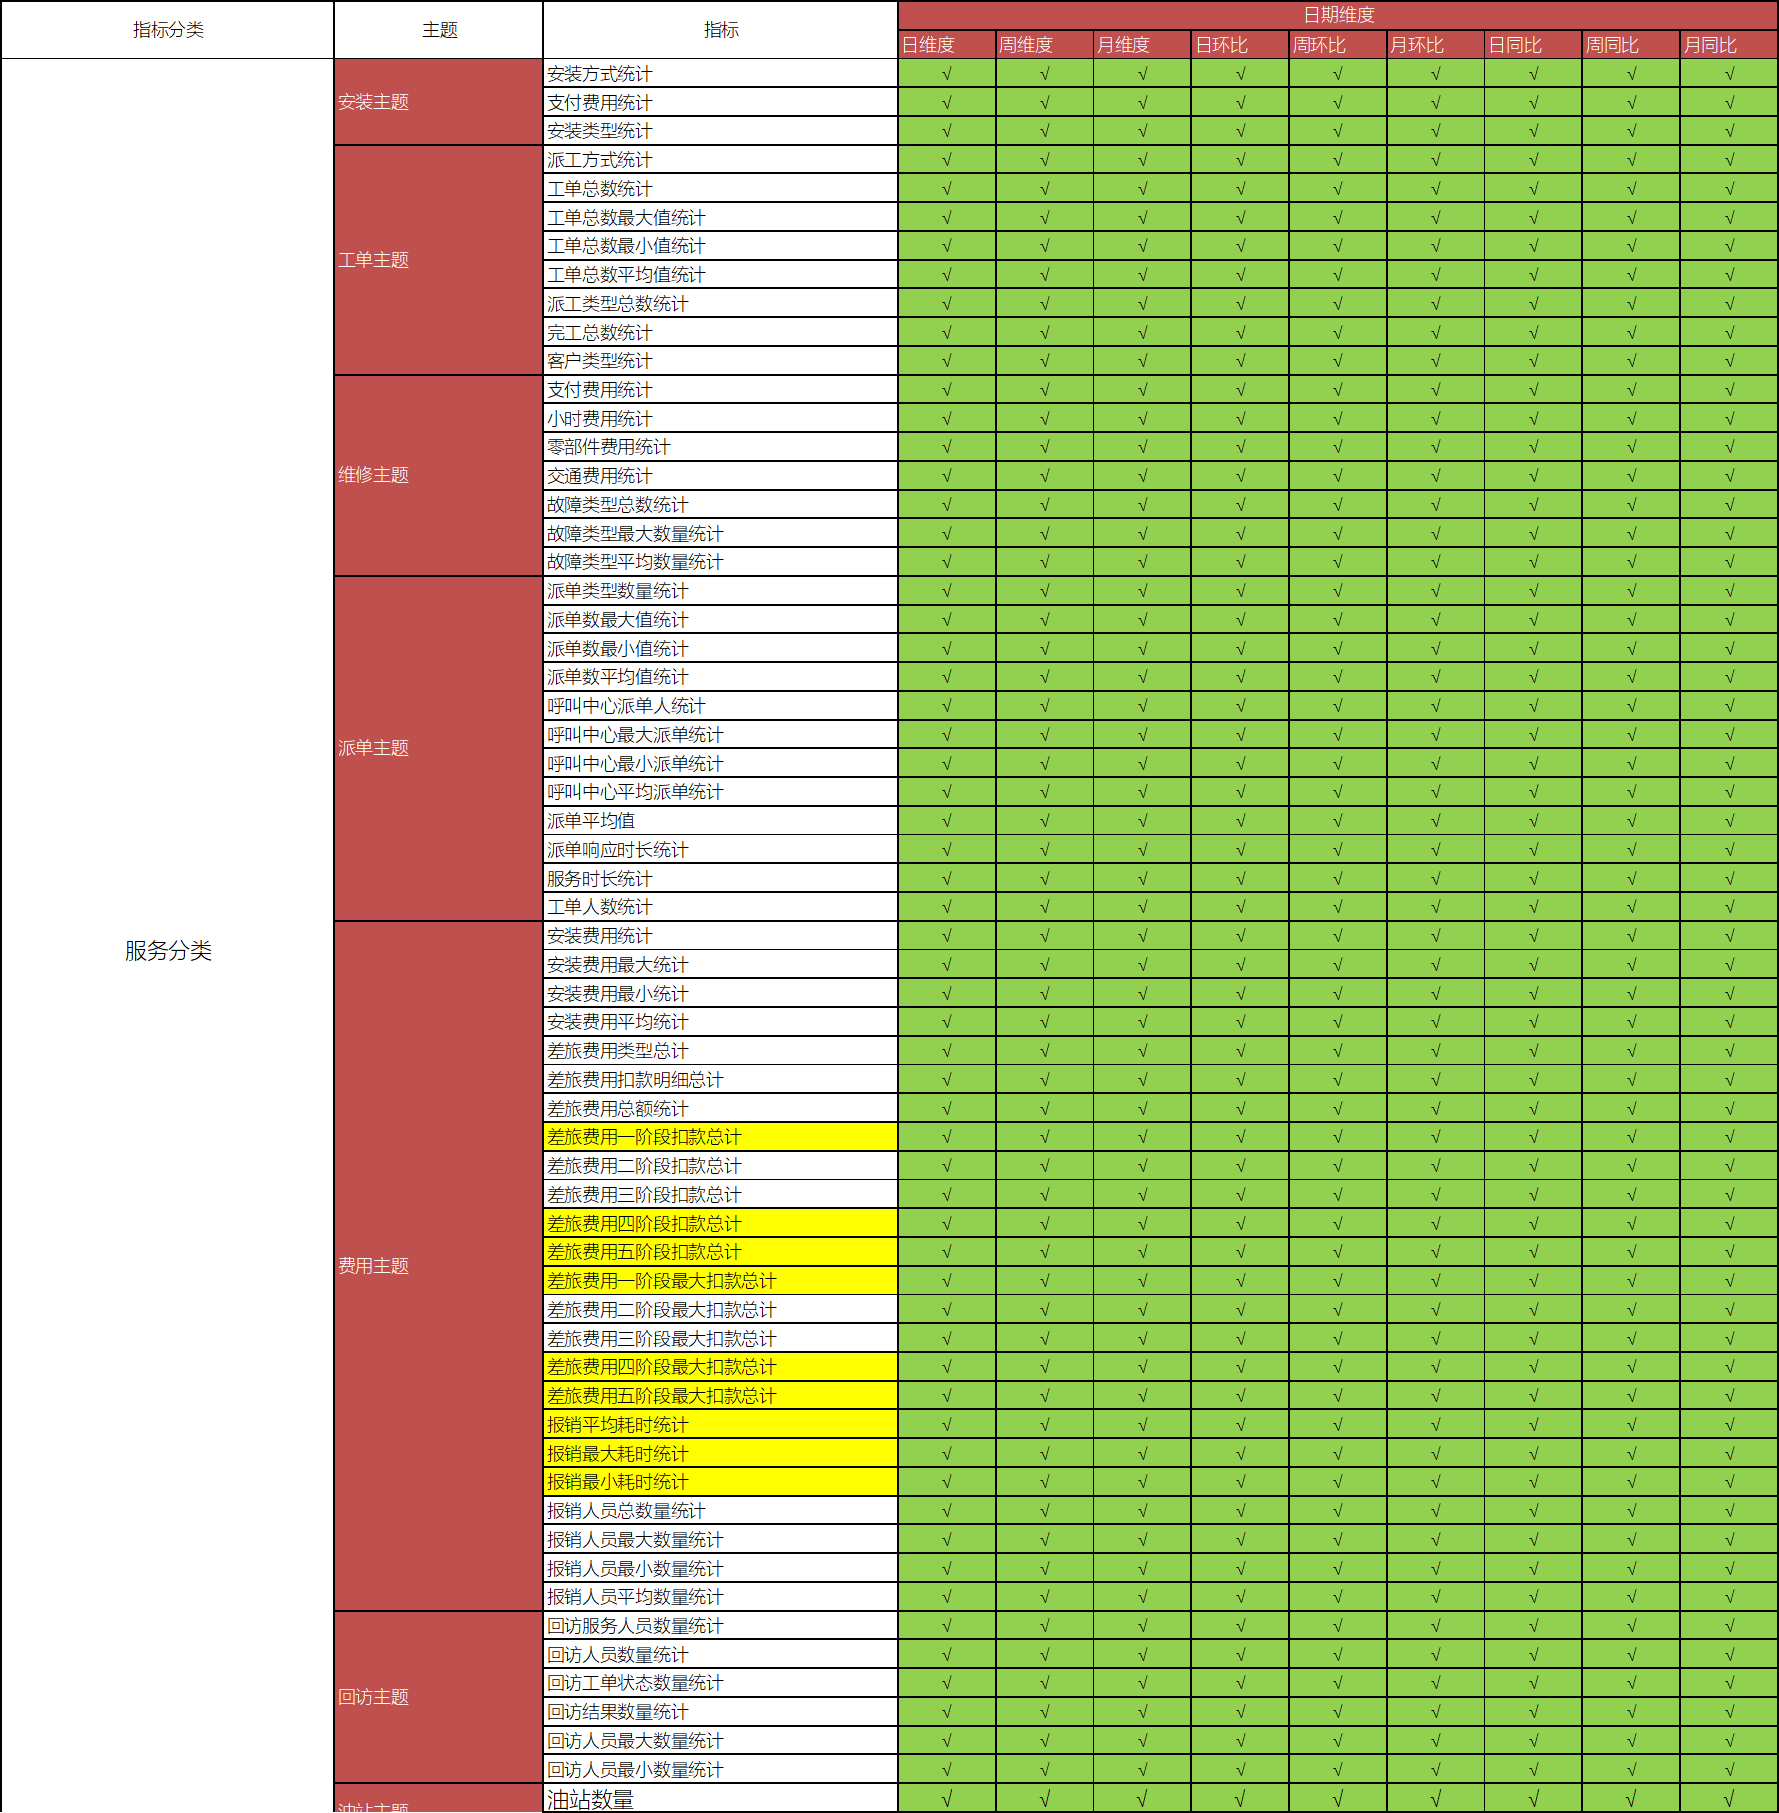 指标分类 主题 指标 日期维度
日维度 周维度 月维度 日环比 周环比 月环比 日同比 周同比 月同比
服务分类
安装主题
安装方式统计 √ √ √ √ √ √ √ √ √
支付费用统计 √ √ √ √ √ √ √ √ √
安装类型统计 √ √ √ √ √ √ √ √ √
工单主题
派工方式统计 √ √ √ √ √ √ √ √ √
工单总数统计 √ √ √ √ √ √ √ √ √
工单总数最大值统计 √ √ √ √ √ √ √ √ √
工单总数最小值统计 √ √ √ √ √ √ √ √ √
工单总数平均值统计 √ √ √ √ √ √ √ √ √
派工类型总数统计 √ √ √ √ √ √ √ √ √
完工总数统计 √ √ √ √ √ √ √ √ √
客户类型统计 √ √ √ √ √ √ √ √ √
维修主题
支付费用统计 √ √ √ √ √ √ √ √ √
小时费用统计 √ √ √ √ √ √ √ √ √
零部件费用统计 √ √ √ √ √ √ √ √ √
交通费用统计 √ √ √ √ √ √ √ √ √
故障类型总数统计 √ √ √ √ √ √ √ √ √
故障类型最大数量统计 √ √ √ √ √ √ √ √ √
故障类型平均数量统计 √ √ √ √ √ √ √ √ √
派单主题
派单类型数量统计 √ √ √ √ √ √ √ √ √
派单数最大值统计 √ √ √ √ √ √ √ √ √
派单数最小值统计 √ √ √ √ √ √ √ √ √
派单数平均值统计 √ √ √ √ √ √ √ √ √
呼叫中心派单人统计 √ √ √ √ √ √ √ √ √
呼叫中心最大派单统计 √ √ √ √ √ √ √ √ √
呼叫中心最小派单统计 √ √ √ √ √ √ √ √ √
呼叫中心平均派单统计 √ √ √ √ √ √ √ √ √
派单平均值 √ √ √ √ √ √ √ √ √
派单响应时长统计 √ √ √ √ √ √ √ √ √
服务时长统计 √ √ √ √ √ √ √ √ √
工单人数统计 √ √ √ √ √ √ √ √ √
费用主题
安装费用统计 √ √ √ √ √ √ √ √ √
安装费用最大统计 √ √ √ √ √ √ √ √ √
安装费用最小统计 √ √ √ √ √ √ √ √ √
安装费用平均统计 √ √ √ √ √ √ √ √ √
差旅费用类型总计 √ √ √ √ √ √ √ √ √
差旅费用扣款明细总计 √ √ √ √ √ √ √ √ √
差旅费用总额统计 √ √ √ √ √ √ √ √ √
差旅费用一阶段扣款总计 √ √ √ √ √ √ √ √ √
差旅费用二阶段扣款总计 √ √ √ √ √ √ √ √ √
差旅费用三阶段扣款总计 √ √ √ √ √ √ √ √ √
差旅费用四阶段扣款总计 √ √ √ √ √ √ √ √ √
差旅费用五阶段扣款总计 √ √ √ √ √ √ √ √ √
差旅费用一阶段最大扣款总计 √ √ √ √ √ √ √ √ √
差旅费用二阶段最大扣款总计 √ √ √ √ √ √ √ √ √
差旅费用三阶段最大扣款总计 √ √ √ √ √ √ √ √ √
差旅费用四阶段最大扣款总计 √ √ √ √ √ √ √ √ √
差旅费用五阶段最大扣款总计 √ √ √ √ √ √ √ √ √
报销平均耗时统计 √ √ √ √ √ √ √ √ √
报销最大耗时统计 √ √ √ √ √ √ √ √ √
报销最小耗时统计 √ √ √ √ √ √ √ √ √
报销人员总数量统计 √ √ √ √ √ √ √ √ √
报销人员最大数量统计 √ √ √ √ √ √ √ √ √
报销人员最小数量统计 √ √ √ √ √ √ √ √ √
报销人员平均数量统计 √ √ √ √ √ √ √ √ √
回访主题
回访服务人员数量统计 √ √ √ √ √ √ √ √ √
回访人员数量统计 √ √ √ √ √ √ √ √ √
回访工单状态数量统计 √ √ √ √ √ √ √ √ √
回访结果数量统计 √ √ √ √ √ √ √ √ √
回访人员最大数量统计 √ √ √ √ √ √ √ √ √
回访人员最小数量统计 √ √ √ √ √ √ √ √ √
油站主题
油站数量 √ √ √ √ √ √ √ √ √